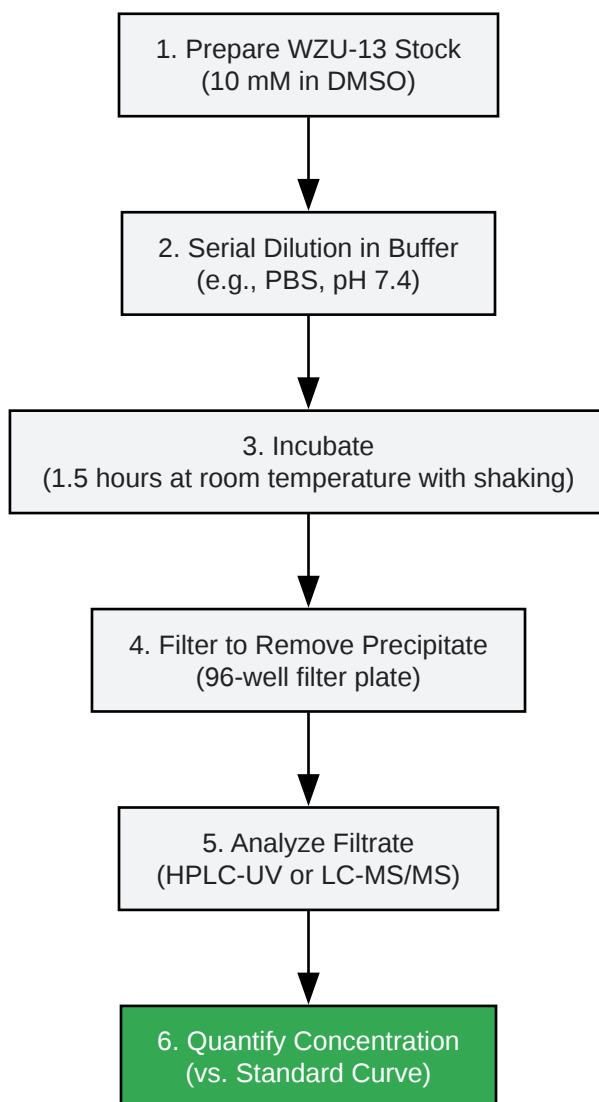 1. Prepare WZU-13 Stock
(10 mM in DMSO)
2. Serial Dilution in Buffer
(e.g., PBS, pH 7.4)
3. Incubate
(1.5 hours at room temperature with shaking)
4. Filter to Remove Precipitate
(96-well filter plate)
5. Analyze Filtrate
(HPLC-UV or LC-MS/MS)
6. Quantify Concentration
(vs. Standard Curve)